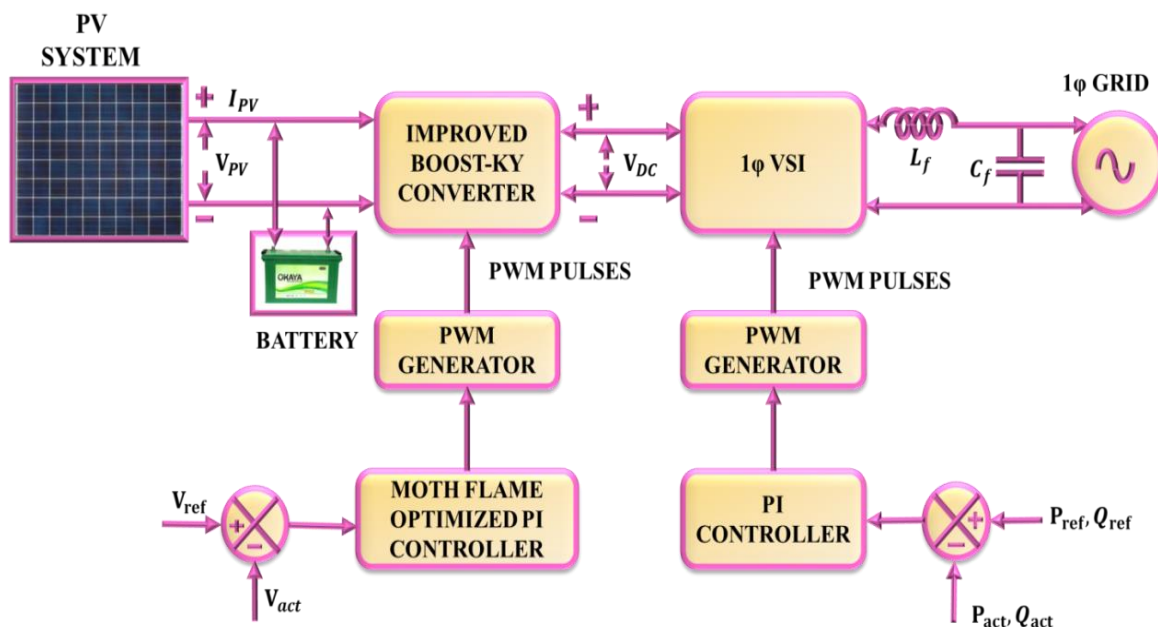 PV
SYSTEM
+
I_PV
V_PV
-
IMPROVED
BOOST-KY
CONVERTER
+
V_DC
-
1φ VSI
L_f
C_f
1φ GRID
OKAYA
BATTERY
PWM PULSES
PWM PULSES
PWM
GENERATOR
PWM
GENERATOR
V_ref
+
-
V_act
MOTH FLAME
OPTIMIZED PI
CONTROLLER
PI
CONTROLLER
+
-
P_ref, Q_ref
P_act, Q_act